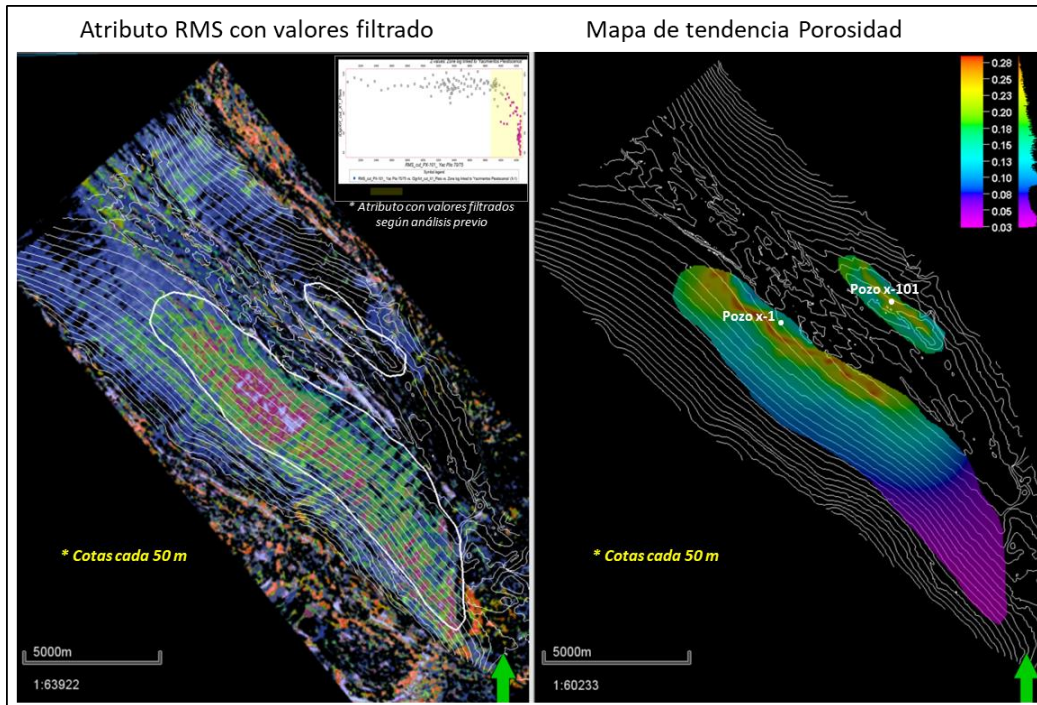 Atributo RMS con valores filtrado
Mapa de tendencia Porosidad
* Atributo con valores filtrados
según análisis previo
* Cotas cada 50 m
5000m
1:63922
0.28
0.25
0.23
0.20
0.18
0.15
0.13
0.10
0.08
0.05
0.03
Pozo x-101
Pozo x-1
* Cotas cada 50 m
5000m
1:60233